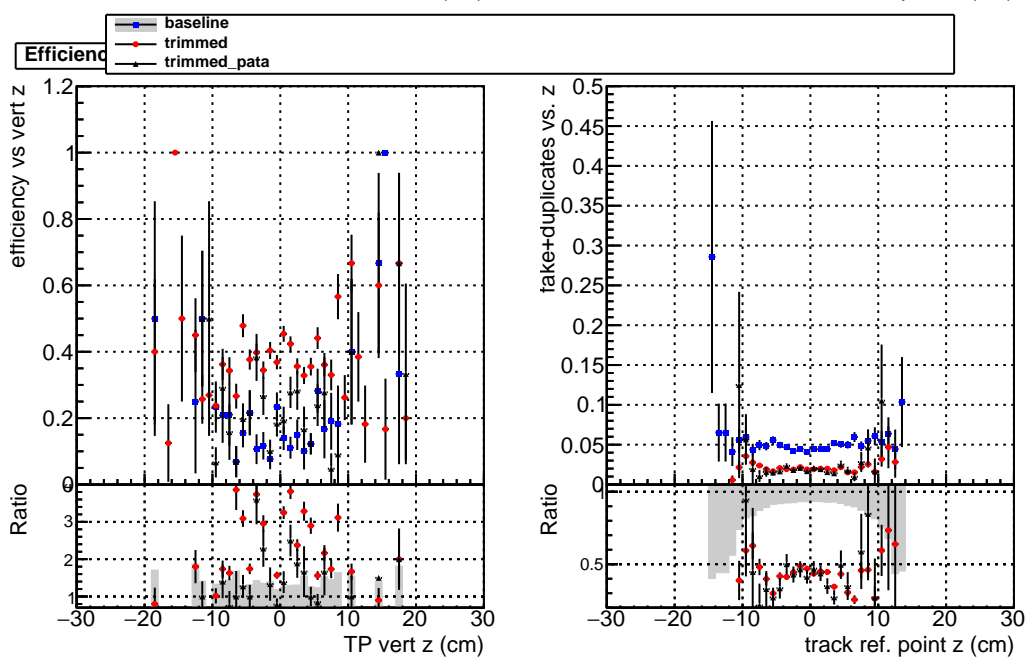 baseline
trimmed
trimmed_pata
Efficienc
efficiency vs vert z
1.2
1
0.8
0.6
0.4
0.2
0
Ratio
3
2
1
−30 −20 −10 0 10 20 30
TP vert z (cm)
fake+duplicates vs. z
0.5
0.45
0.4
0.35
0.3
0.25
0.2
0.15
0.1
0.05
0
Ratio
0.5
−30 −20 −10 0 10 20 30
track ref. point z (cm)